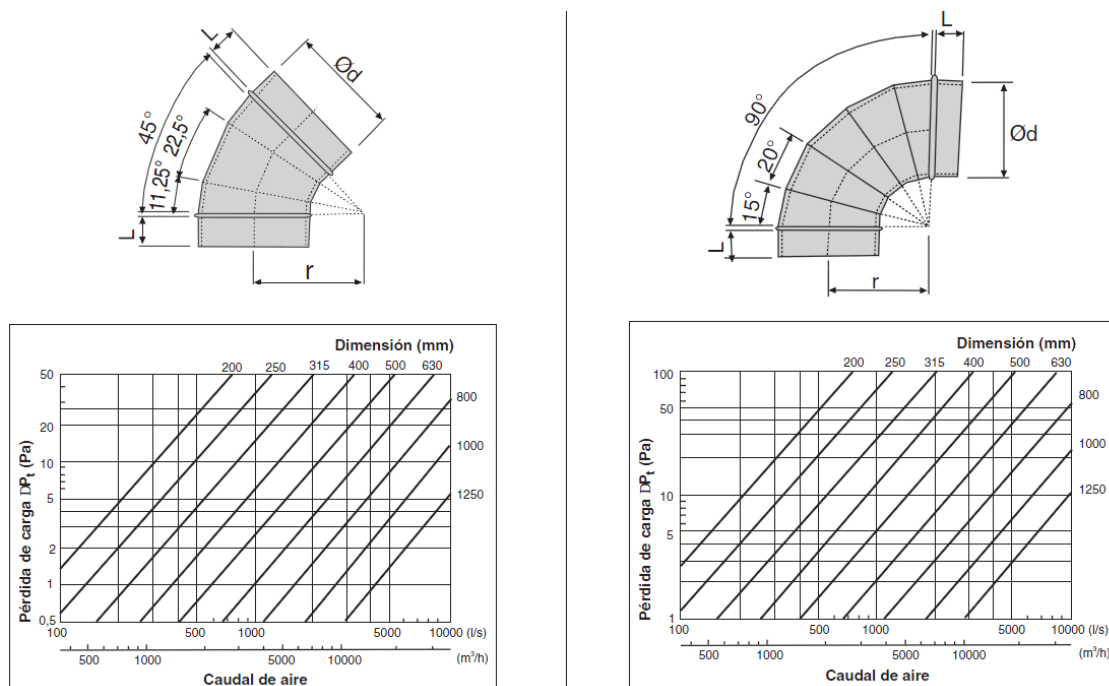 L
Ød
45°
22,5°
11,25°
L
r
Dimensión (mm)
200 250 315 400 500 630
800
1000
1250
Pérdida de carga DPt (Pa)
50
20
10
5
2
1
0,5
100 500 1000 5000 10000 (l/s)
500 1000 5000 10000 (m³/h)
Caudal de aire
L
90°
Ød
20°
15°
L
r
Dimensión (mm)
200 250 315 400 500 630
800
1000
1250
Pérdida de carga DPt (Pa)
100
50
10
5
1
100 500 1000 5000 10000 (l/s)
500 1000 5000 10000 (m³/h)
Caudal de aire